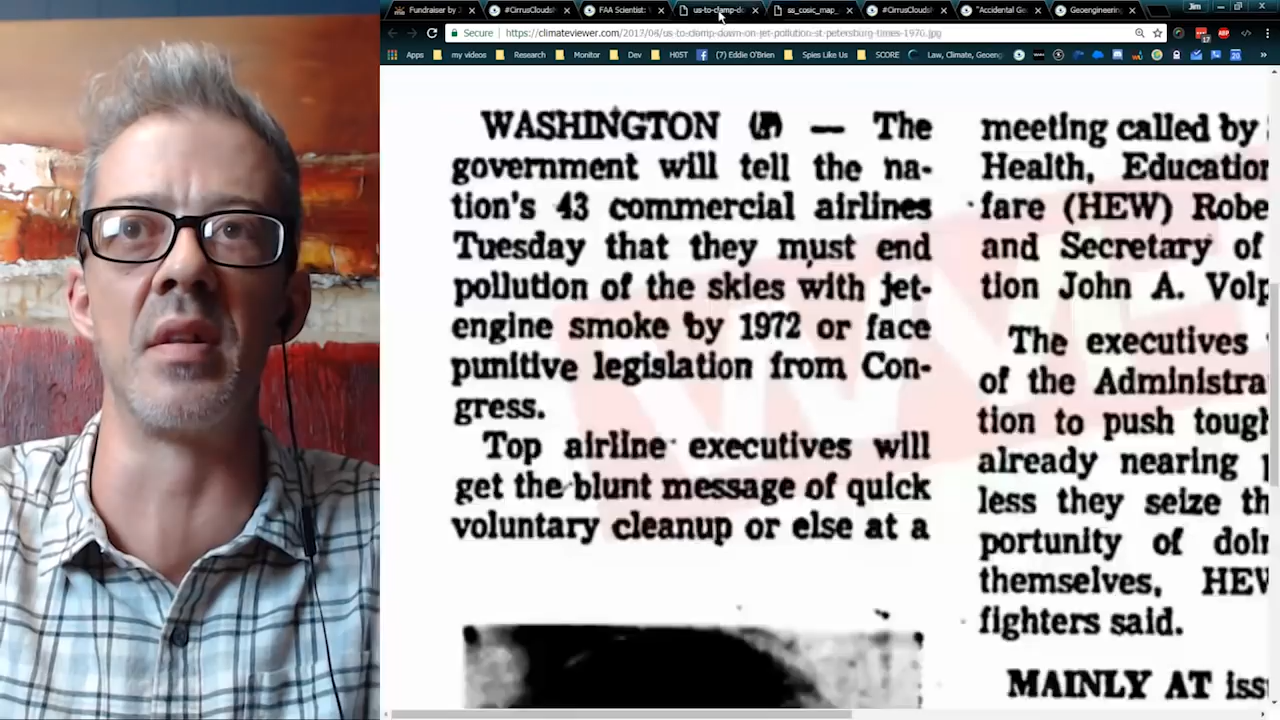 Fundraiser by J
#CirrusClouds
FAA Scientist:
us-to-clamp-do
ss_cosic_map_
#CirrusClouds
"Accidental Ge
Geoengineering
Jim
Secure
https://climateviewer.com/2017/06/us-to-clamp-down-on-jet-pollution-st-petersburg-times-1970.jpg
Apps
my videos
Research
Monitor
Dev
H05T
(7) Eddie O'Brien
Spies Like Us
SCORE
Law, Climate, Geoeng
WASHINGTON (AP) — The
government will tell the na-
tion's 43 commercial airlines
Tuesday that they must end
pollution of the skies with jet-
engine smoke by 1972 or face
punitive legislation from Con-
gress.
Top airline executives will
get the blunt message of quick
voluntary cleanup or else at a
meeting called by
Health, Education
fare (HEW) Robe
and Secretary of
tion John A. Volp
The executives
of the Administra
tion to push tough
already nearing
less they seize th
portunity of doin
themselves, HEW
fighters said.
MAINLY AT iss